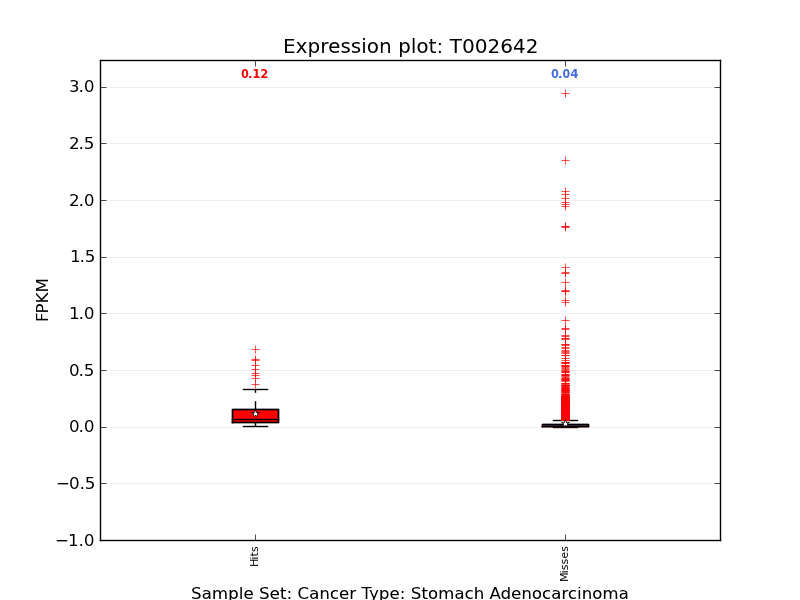 Expression plot: T002642
0.12
0.04
3.0
2.5
2.0
1.5
1.0
0.5
0.0
−0.5
−1.0
FPKM
Hits
Misses
Sample Set: Cancer Type: Stomach Adenocarcinoma